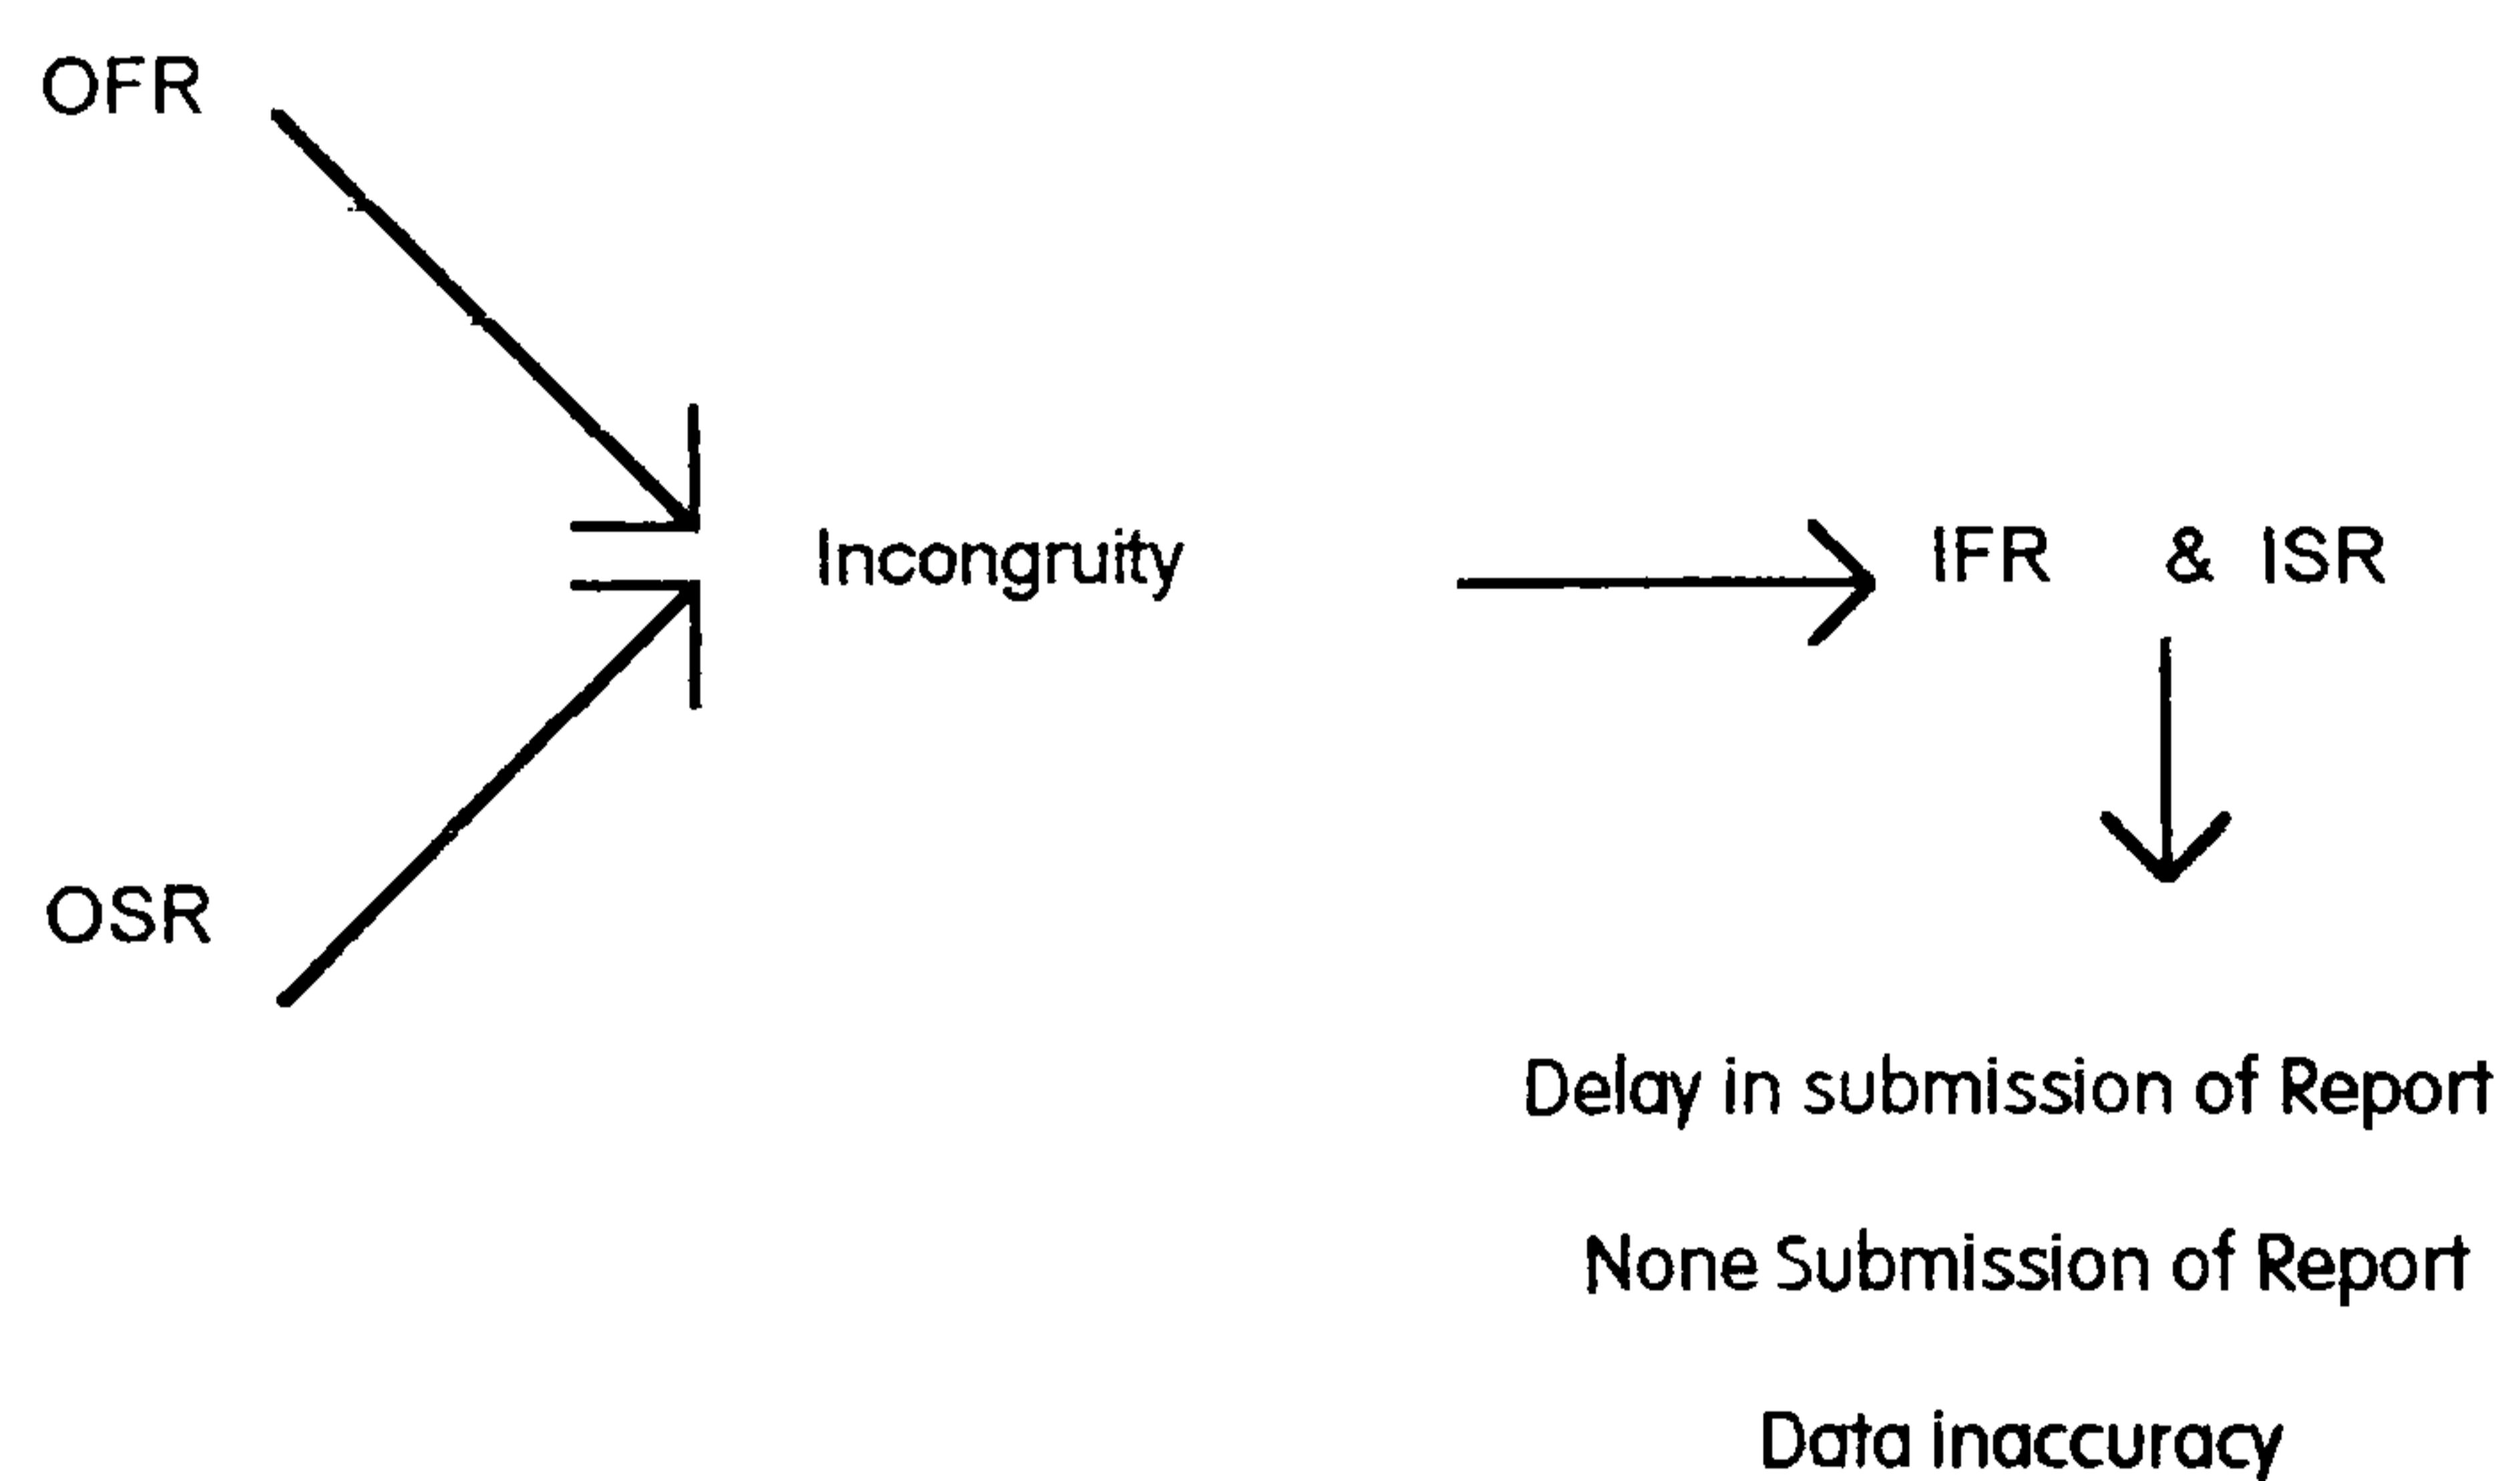 OFR
Incongruity
IFR & ISR
OSR
Delay in submission of Report
None Submission of Report
Data inaccuracy